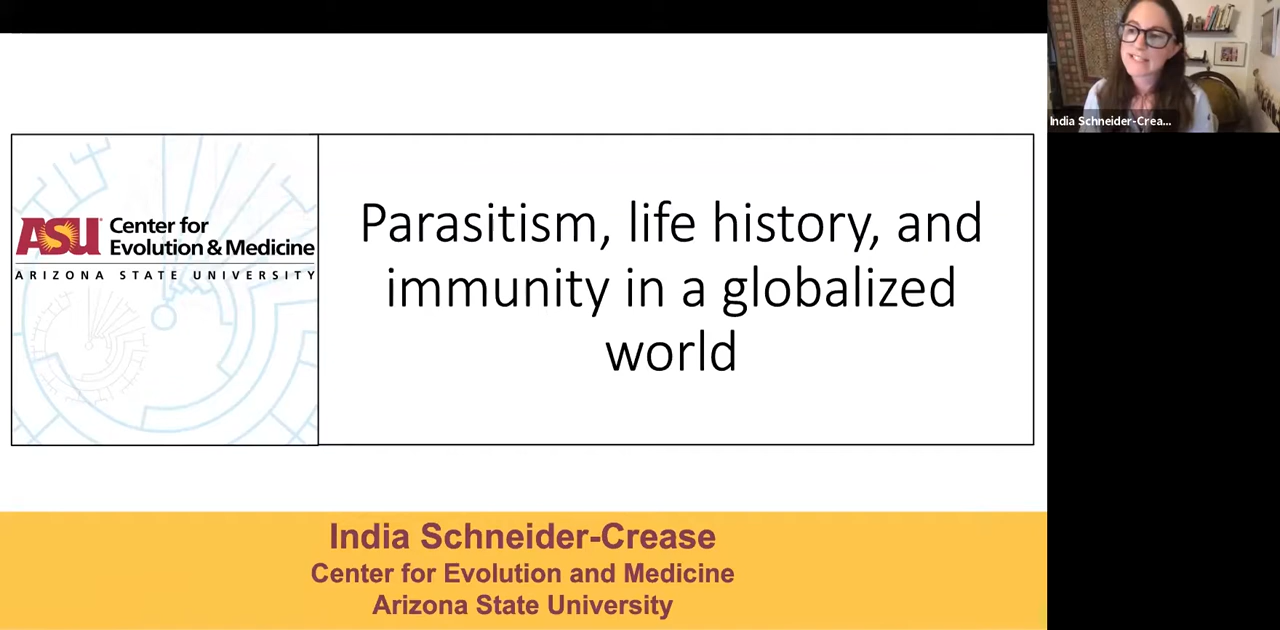 ASU Center for
Evolution & Medicine
ARIZONA STATE UNIVERSITY
Parasitism, life history, and
immunity in a globalized
world
India Schneider-Crease
Center for Evolution and Medicine
Arizona State University
India Schneider-Crea...